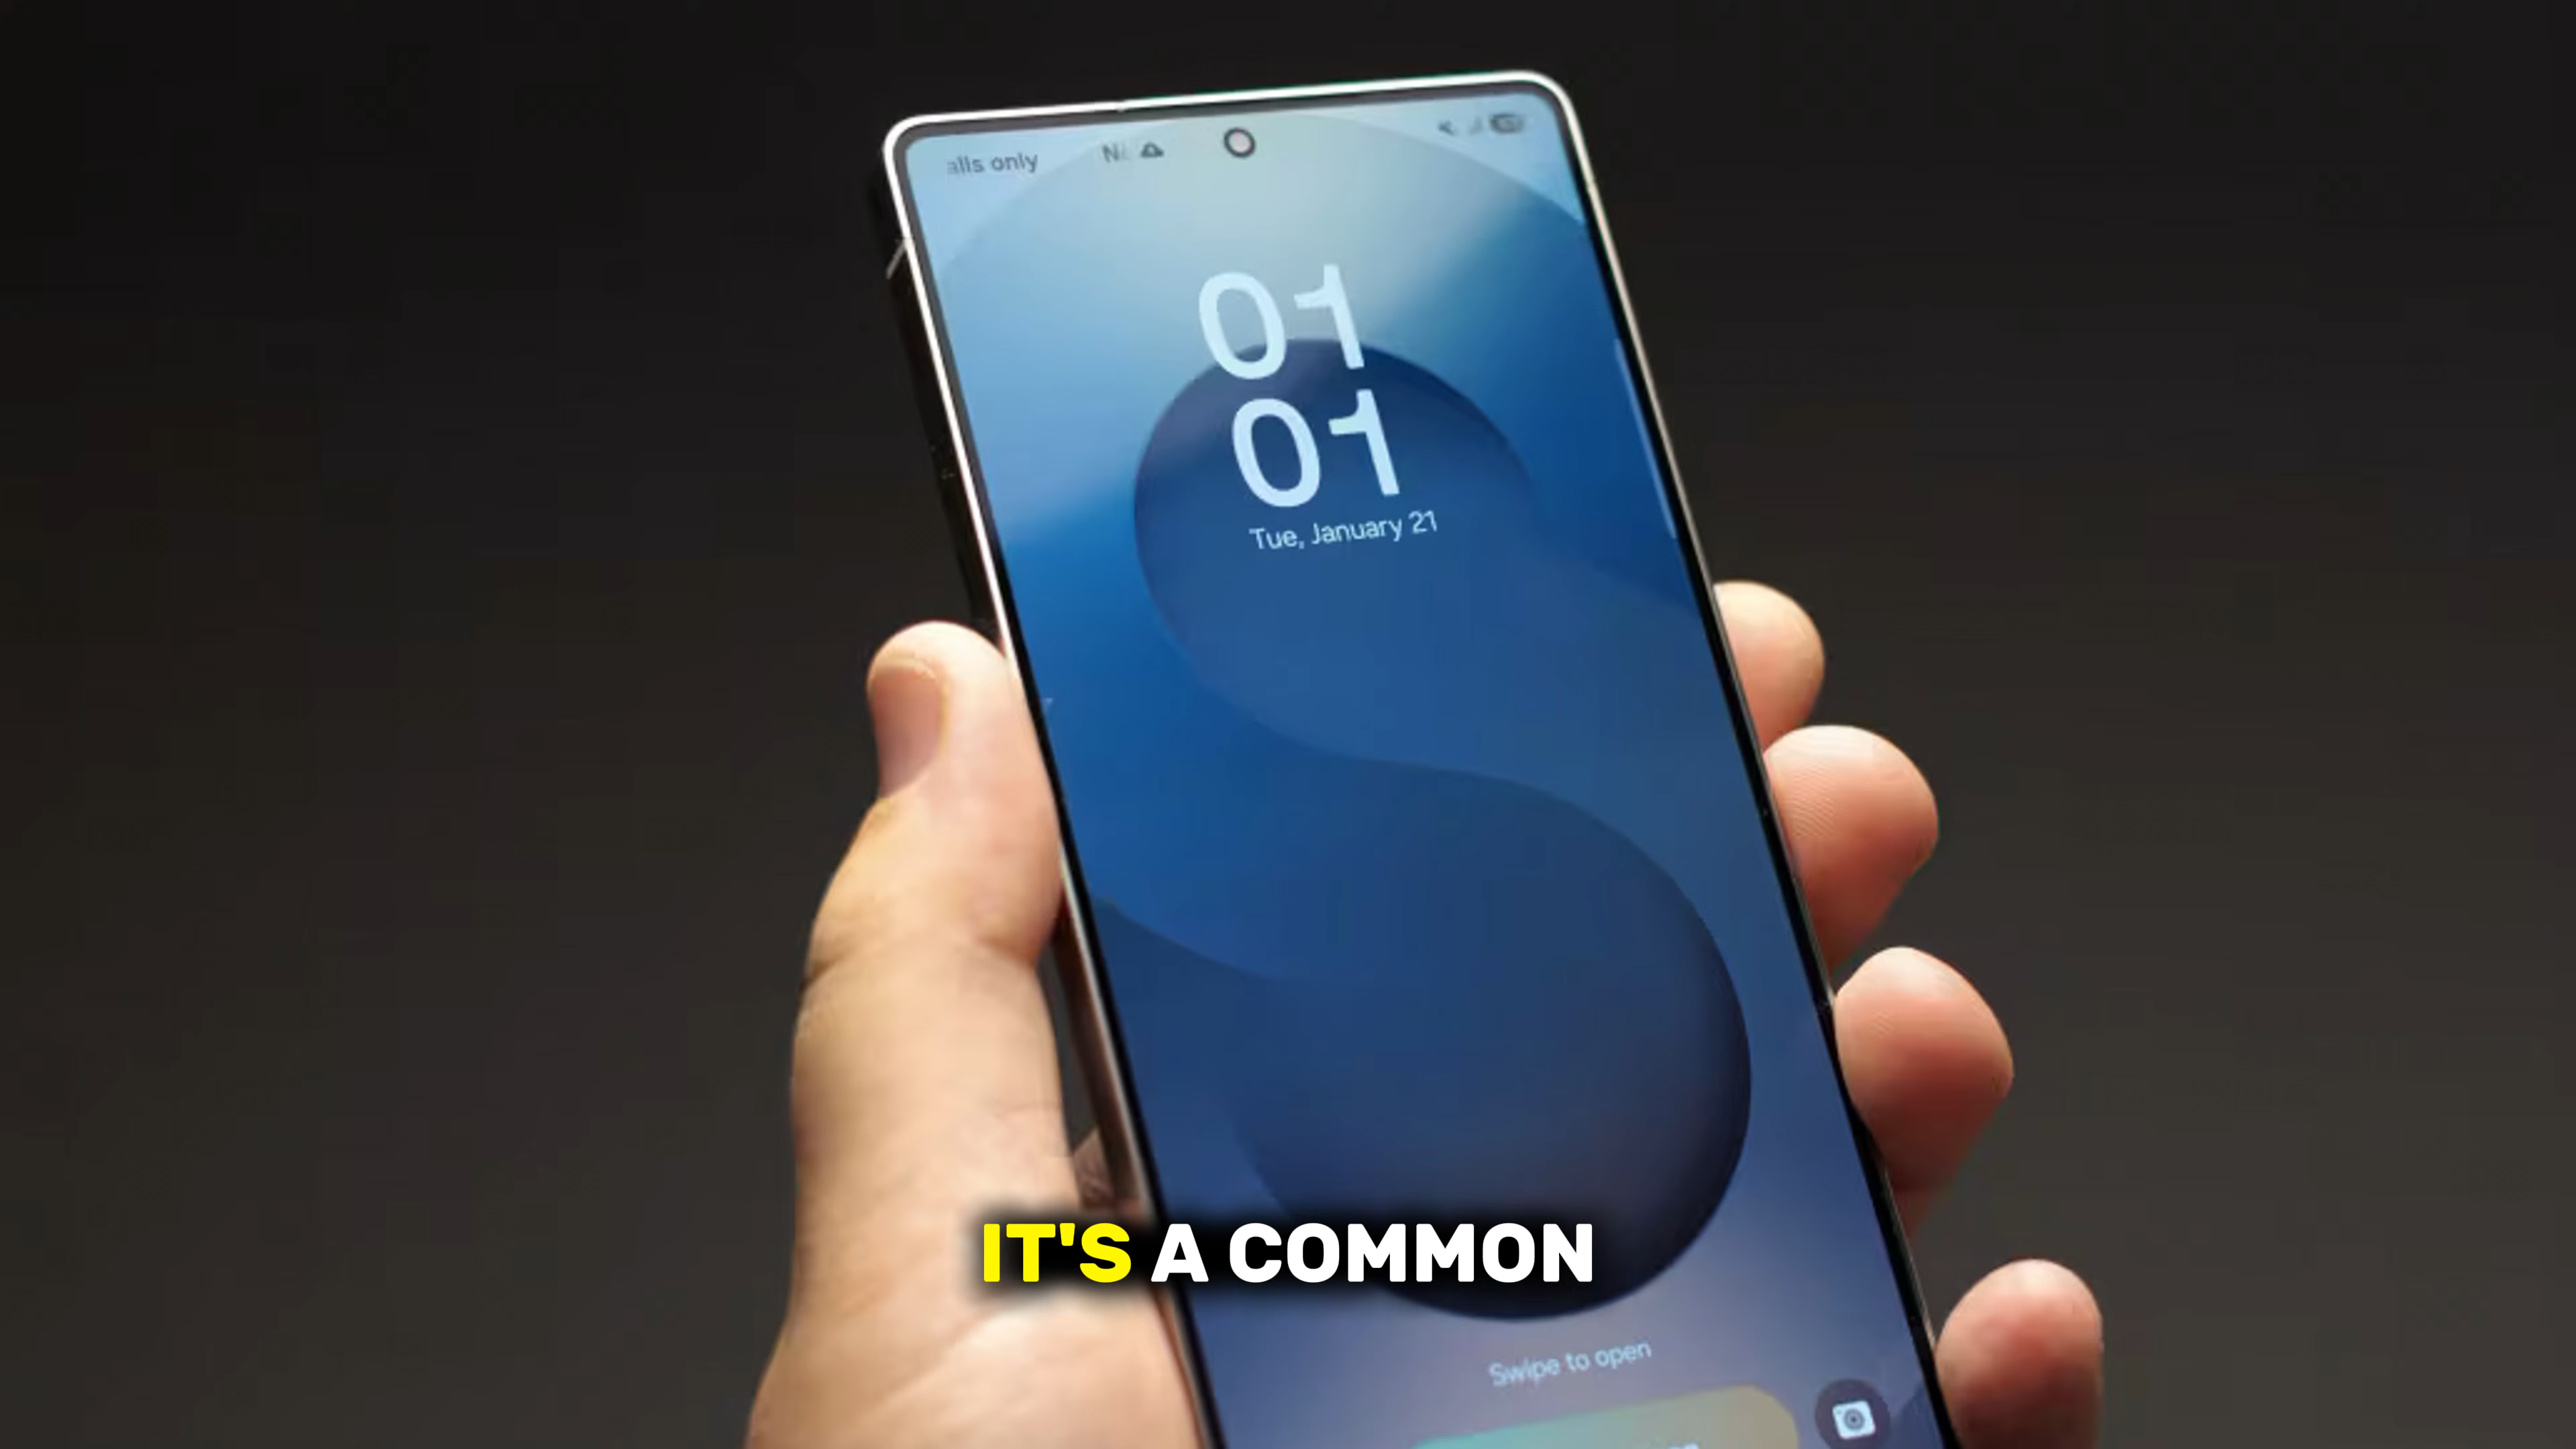 alls only
01
01
Tue, January 21
IT'S A COMMON
Swipe to open